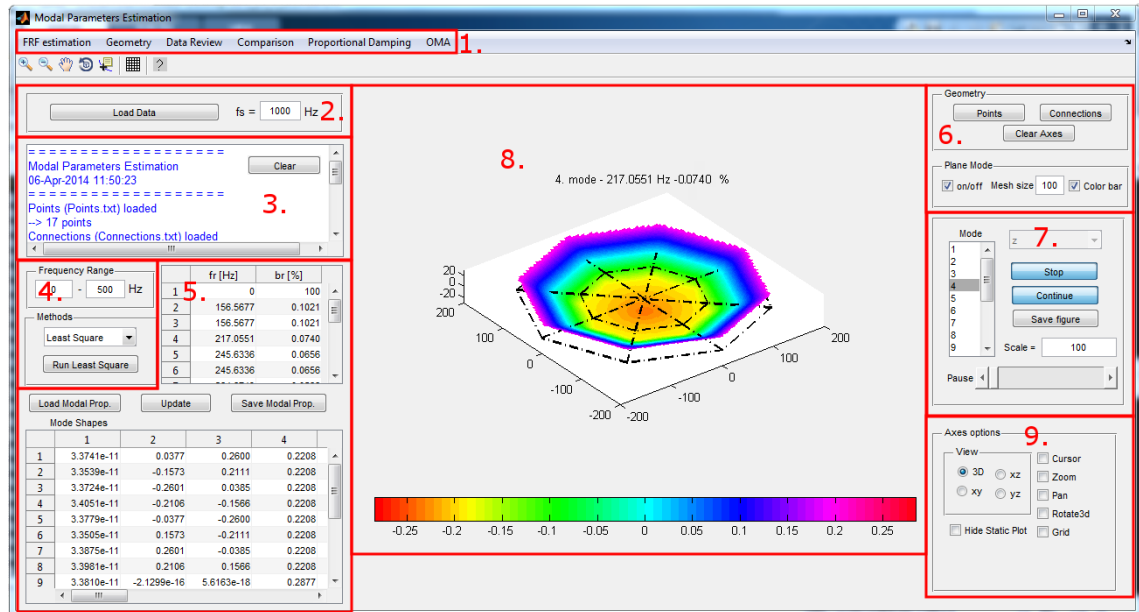 Modal Parameters Estimation
FRF estimation Geometry Data Review Comparison Proportional Damping OMA 1.
Load Data fs = 1000 Hz 2.
= = = = = = = = = = = = = = = = = = =
Modal Parameters Estimation
06-Apr-2014 11:50:23
= = = = = = = = = = = = = = = = = = =
Points (Points.txt) loaded
--> 17 points
Connections (Connections.txt) loaded
Clear
3.
Frequency Range
4. - 500 Hz
Methods
Least Square
Run Least Square
5.
fr [Hz] br [%]
1 0 100
2 156.5677 0.1021
3 156.5677 0.1021
4 217.0551 0.0740
5 245.6336 0.0656
6 245.6336 0.0656
Load Modal Prop. Update Save Modal Prop.
Mode Shapes
1 2 3 4
1 3.3741e-11 0.0377 0.2600 0.2208
2 3.3539e-11 -0.1573 0.2111 0.2208
3 3.3724e-11 -0.2601 0.0385 0.2208
4 3.4051e-11 -0.2106 -0.1566 0.2208
5 3.3779e-11 -0.0377 -0.2600 0.2208
6 3.3505e-11 0.1573 -0.2111 0.2208
7 3.3875e-11 0.2601 -0.0385 0.2208
8 3.3981e-11 0.2106 0.1566 0.2208
9 3.3810e-11 -2.1299e-16 5.6163e-18 0.2877
8.
4. mode - 217.0551 Hz -0.0740 %
20
0
-20
200
100
0
-100
-200
-200
-100
0
100
200
-0.25 -0.2 -0.15 -0.1 -0.05 0 0.05 0.1 0.15 0.2 0.25
Geometry
Points Connections
6. Clear Axes
Plane Mode
on/off Mesh size 100 Color bar
Mode
1
2
3
4
5
6
7
8
9
z 7.
Stop
Continue
Save figure
Scale = 100
Pause
Axes options 9.
View
3D xz
xy yz
Hide Static Plot
Cursor
Zoom
Pan
Rotate3d
Grid